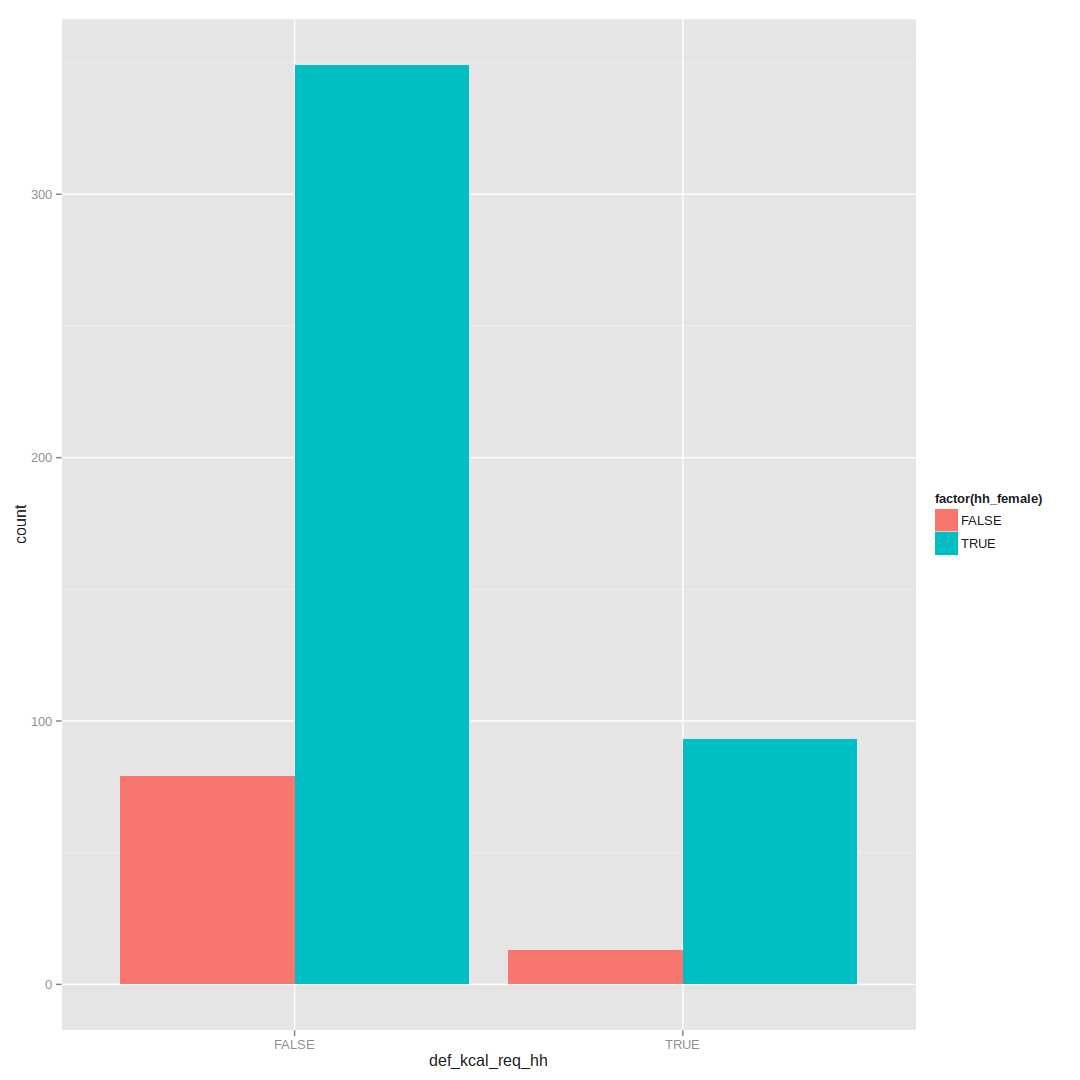 count
300
200
100
0
FALSE
TRUE
def_kcal_req_hh
factor(hh_female)
FALSE
TRUE